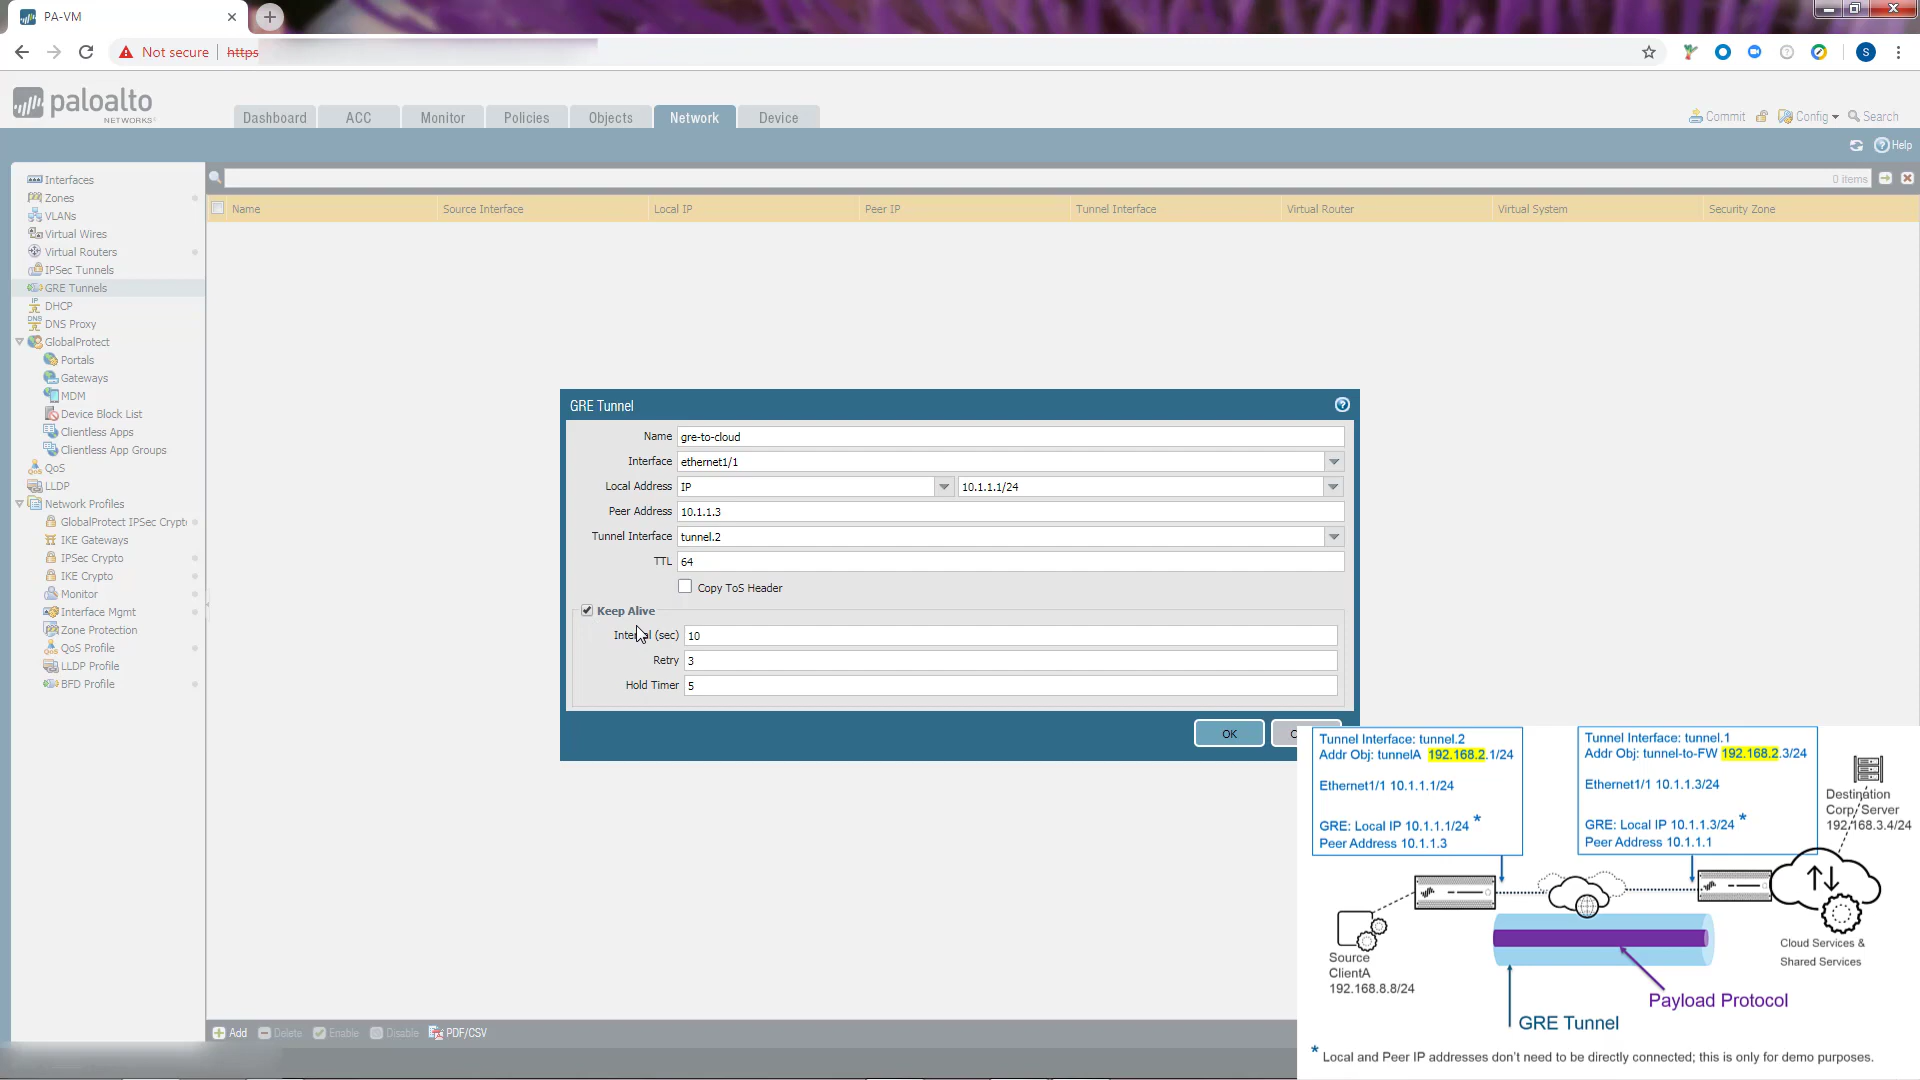 PA-VM
Not secure
https
S
paloalto
NETWORKS
Dashboard
ACC
Monitor
Policies
Objects
Network
Device
Commit
Config
Search
Help
Interfaces
Zones
VLANs
Virtual Wires
Virtual Routers
IPSec Tunnels
GRE Tunnels
IP
DHCP
DNS
DNS Proxy
GlobalProtect
Portals
Gateways
MDM
Device Block List
Clientless Apps
Clientless App Groups
QoS
LLDP
Network Profiles
GlobalProtect IPSec Crypt
IKE Gateways
IPSec Crypto
IKE Crypto
Monitor
Interface Mgmt
Zone Protection
QoS Profile
LLDP Profile
BFD Profile
0 items
Name
Source Interface
Local IP
Peer IP
Tunnel Interface
Virtual Router
Virtual System
Security Zone
GRE Tunnel
Name gre-to-cloud
Interface ethernet1/1
Local Address IP 10.1.1.1/24
Peer Address 10.1.1.3
Tunnel Interface tunnel.2
TTL 64
Copy ToS Header
Keep Alive
(sec) 10
Retry 3
Hold Timer 5
OK
Add
Delete
Enable
Disable
PDF/CSV
Tunnel Interface: tunnel.2
Addr Obj: tunnelA 192.168.2.1/24
Ethernet1/1 10.1.1.1/24
GRE: Local IP 10.1.1.1/24 *
Peer Address 10.1.1.3
Tunnel Interface: tunnel.1
Addr Obj: tunnel-to-FW 192.168.2.3/24
Ethernet1/1 10.1.1.3/24
GRE: Local IP 10.1.1.3/24 *
Peer Address 10.1.1.1
Destination
Corp Server
192.168.3.4/24
Source
ClientA
192.168.8.8/24
Cloud Services &
Shared Services
Payload Protocol
GRE Tunnel
* Local and Peer IP addresses don't need to be directly connected; this is only for demo purposes.